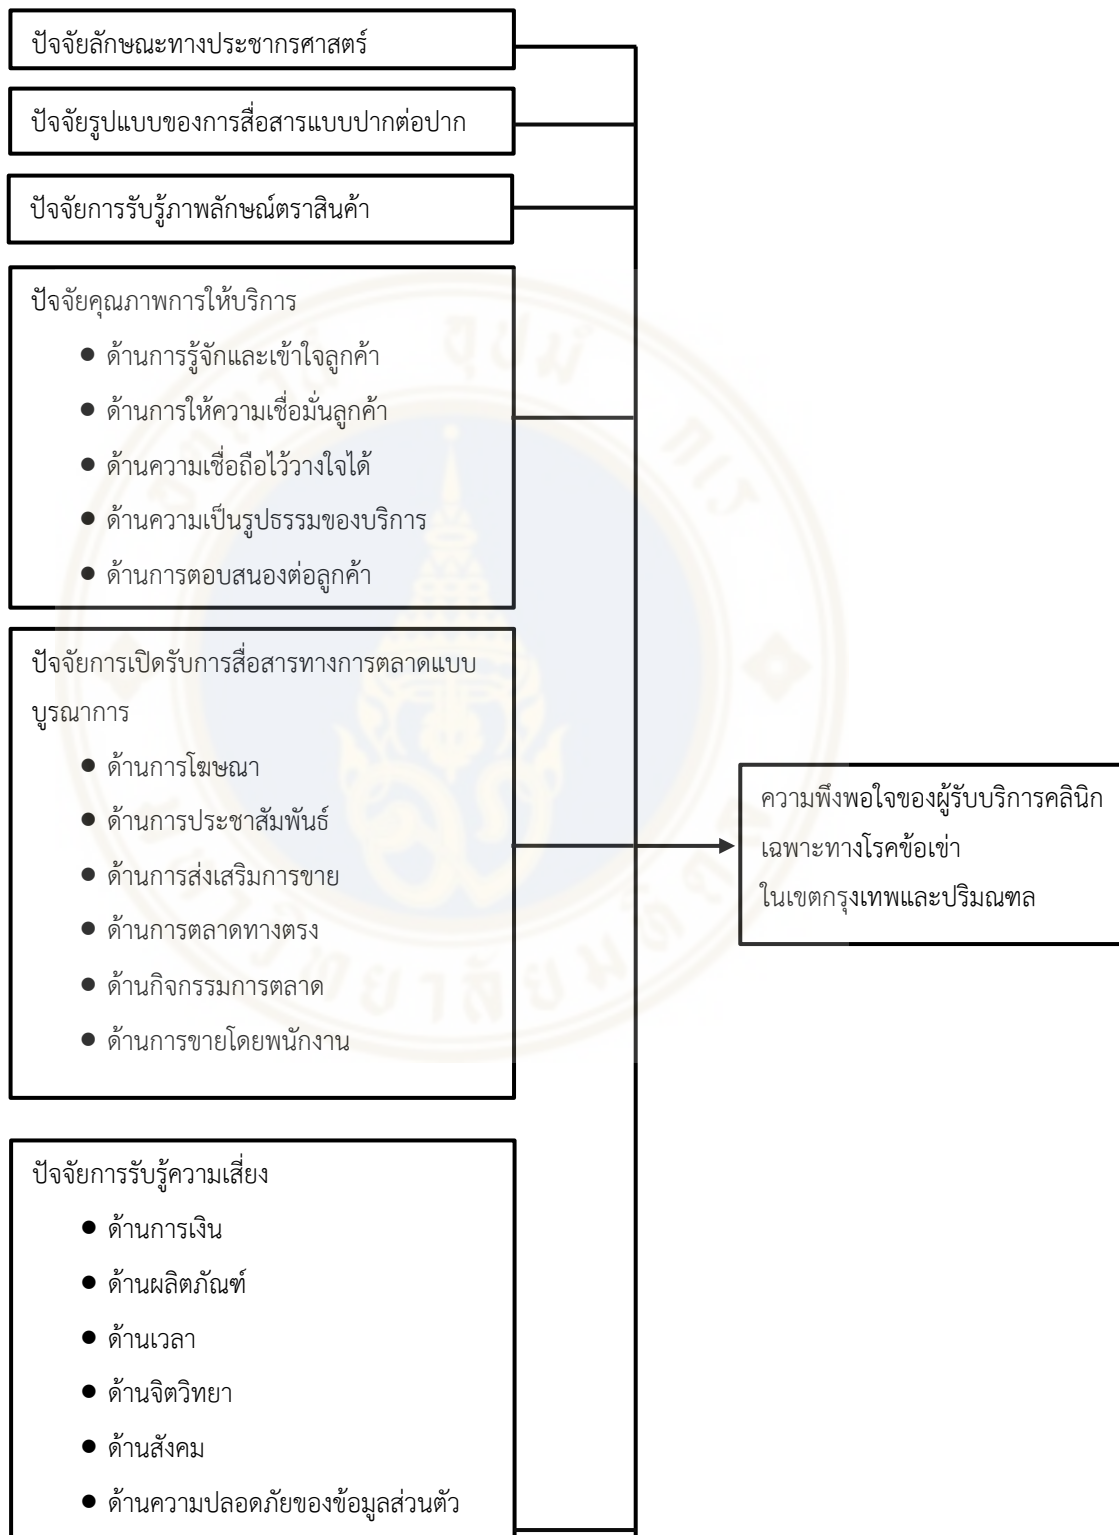 ปัจจัยลักษณะทางประชากรศาสตร์
ปัจจัยรูปแบบของการสื่อสารแบบปากต่อปาก
ปัจจัยการรับรู้ภาพลักษณ์ตราสินค้า
ปัจจัยคุณภาพการให้บริการ
● ด้านการรู้จักและเข้าใจลูกค้า
● ด้านการให้ความเชื่อมั่นลูกค้า
● ด้านความเชื่อถือไว้วางใจได้
● ด้านความเป็นรูปธรรมของบริการ
● ด้านการตอบสนองต่อลูกค้า
ปัจจัยการเปิดรับการสื่อสารทางการตลาดแบบ
บูรณาการ
● ด้านการโฆษณา
● ด้านการประชาสัมพันธ์
● ด้านการส่งเสริมการขาย
● ด้านการตลาดทางตรง
● ด้านกิจกรรมการตลาด
● ด้านการขายโดยพนักงาน
ความพึงพอใจของผู้รับบริการคลินิก
เฉพาะทางโรคข้อเข่า
ในเขตกรุงเทพและปริมณฑล
ปัจจัยการรับรู้ความเสี่ยง
● ด้านการเงิน
● ด้านผลิตภัณฑ์
● ด้านเวลา
● ด้านจิตวิทยา
● ด้านสังคม
● ด้านความปลอดภัยของข้อมูลส่วนตัว